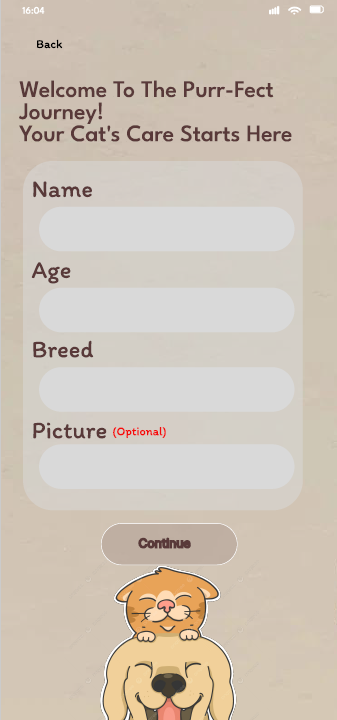 16:04
Back
Welcome To The Purr-Fect
Journey!
Your Cat's Care Starts Here
Name
Age
Breed
Picture (Optional)
Continue